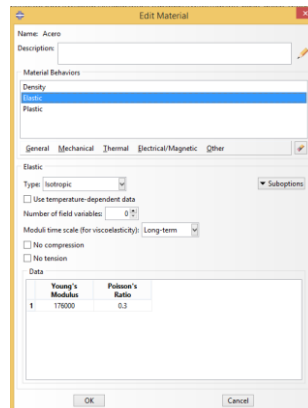 Edit Material
Name: Acero
Description:
Material Behaviors
Density
Elastic
Plastic
General Mechanical Thermal Electrical/Magnetic Other
Elastic
Type: Isotropic
Suboptions
Use temperature-dependent data
Number of field variables: 0
Moduli time scale (for viscoelasticity): Long-term
No compression
No tension
Data
Young's Modulus Poisson's Ratio
1 176000 0.3
OK Cancel